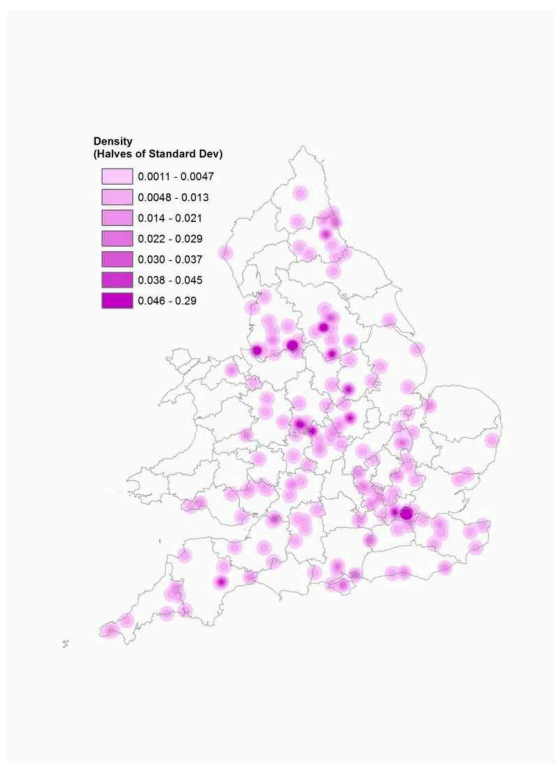 Density
(Halves of Standard Dev)
0.0011 - 0.0047
0.0048 - 0.013
0.014 - 0.021
0.022 - 0.029
0.030 - 0.037
0.038 - 0.045
0.046 - 0.29